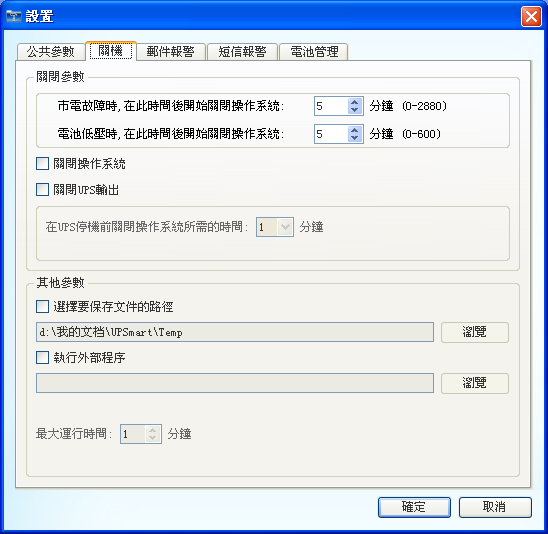 設置
公共參數 關機 郵件報警 短信報警 電池管理
關閉參數
市電故障時,在此時間後開始關閉操作系統: 5 分鐘 (0-2880)
電池低壓時,在此時間後開始關閉操作系統: 5 分鐘 (0-600)
關閉操作系統
關閉UPS輸出
在UPS停機前關閉操作系統所需的時間: 1 分鐘
其他參數
選擇要保存文件的路徑
d:\我的文档\UPSmart\Temp 瀏覽
執行外部程序
瀏覽
最大運行時間: 1 分鐘
確定 取消